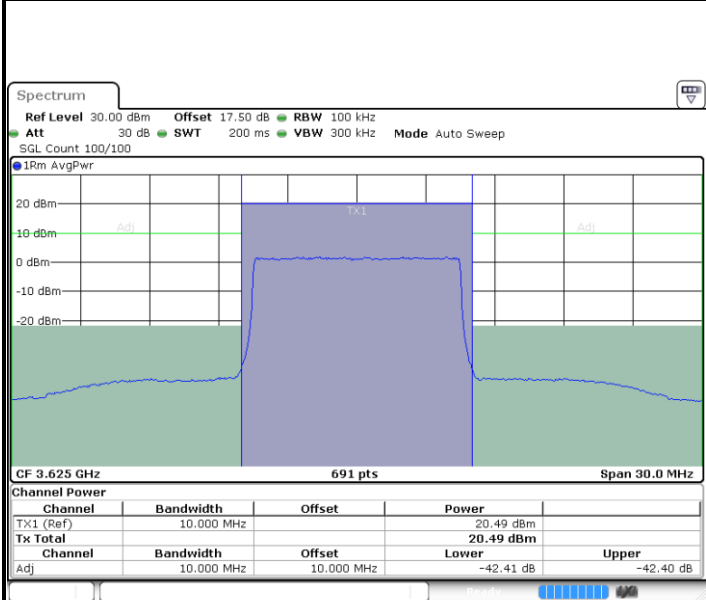 Spectrum
Ref Level 30.00 dBm Offset 17.50 dB RBW 100 kHz
Att 30 dB SWT 200 ms VBW 300 kHz Mode Auto Sweep
SGL Count 100/100
1Rm AvgPwr
20 dBm
TX1
Adj Adj
10 dBm
0 dBm
-10 dBm
-20 dBm
CF 3.625 GHz 691 pts Span 30.0 MHz
Channel Power
Channel Bandwidth Offset Power
TX1 (Ref) 10.000 MHz 20.49 dBm
Tx Total 20.49 dBm
Channel Bandwidth Offset Lower Upper
Adj 10.000 MHz 10.000 MHz -42.41 dB -42.40 dB
Ready